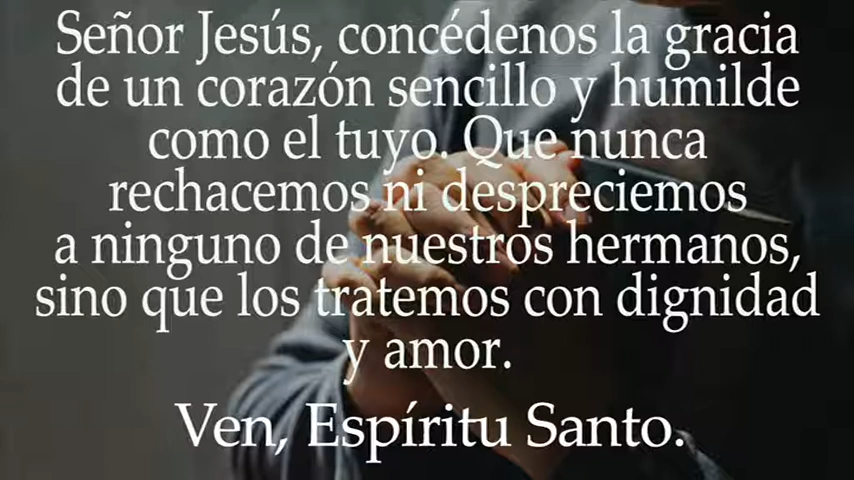 Señor Jesús, concédenos la gracia
de un corazón sencillo y humilde
como el tuyo. Que nunca
rechacemos ni despreciemos
a ninguno de nuestros hermanos,
sino que los tratemos con dignidad
y amor.
Ven, Espíritu Santo.